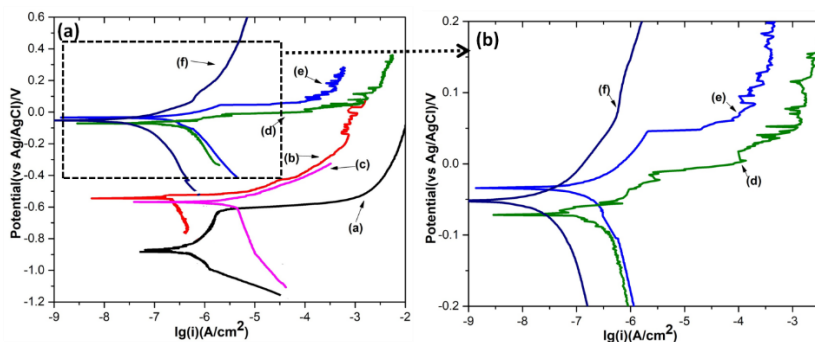 (a)
Potential(vs Ag/AgCl)/V
0.6
0.4
0.2
0.0
-0.2
-0.4
-0.6
-0.8
-1.0
-1.2
(f)
(e)
(d)
(b)
(c)
(a)
-9 -8 -7 -6 -5 -4 -3 -2
lg(i)(A/cm²)
(b)
Potential(vs Ag/AgCl)/V
0.2
0.1
0.0
-0.1
-0.2
(f)
(e)
(d)
-9 -8 -7 -6 -5 -4 -3
lg(i)(A/cm²)